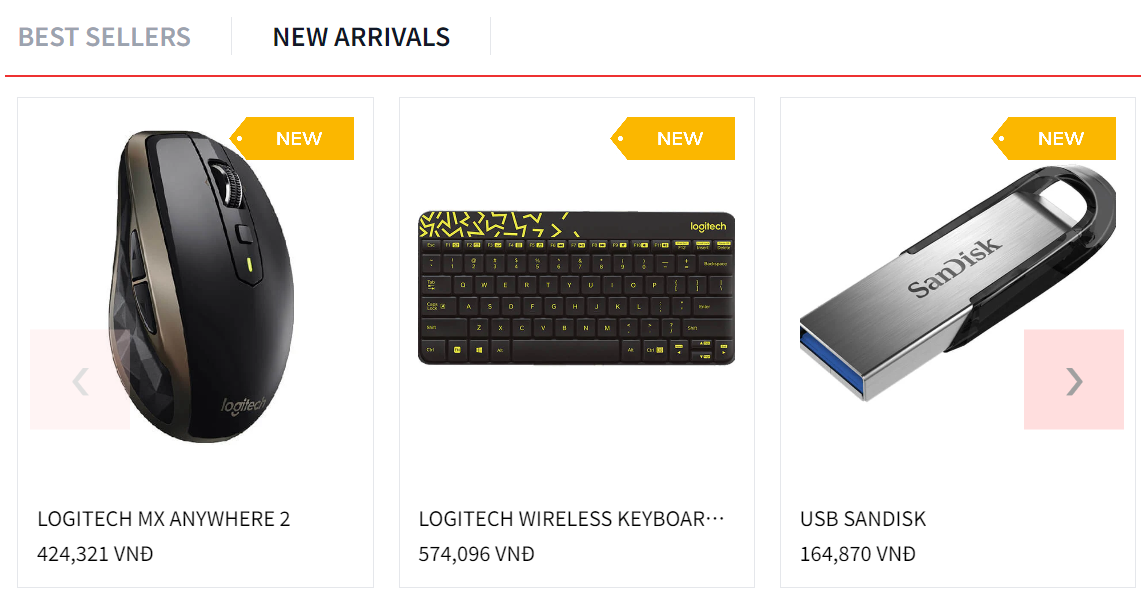 BEST SELLERS
NEW ARRIVALS
NEW
NEW
NEW
logitech
logitech
SanDisk
LOGITECH MX ANYWHERE 2
LOGITECH WIRELESS KEYBOAR···
USB SANDISK
424,321 VNĐ
574,096 VNĐ
164,870 VNĐ